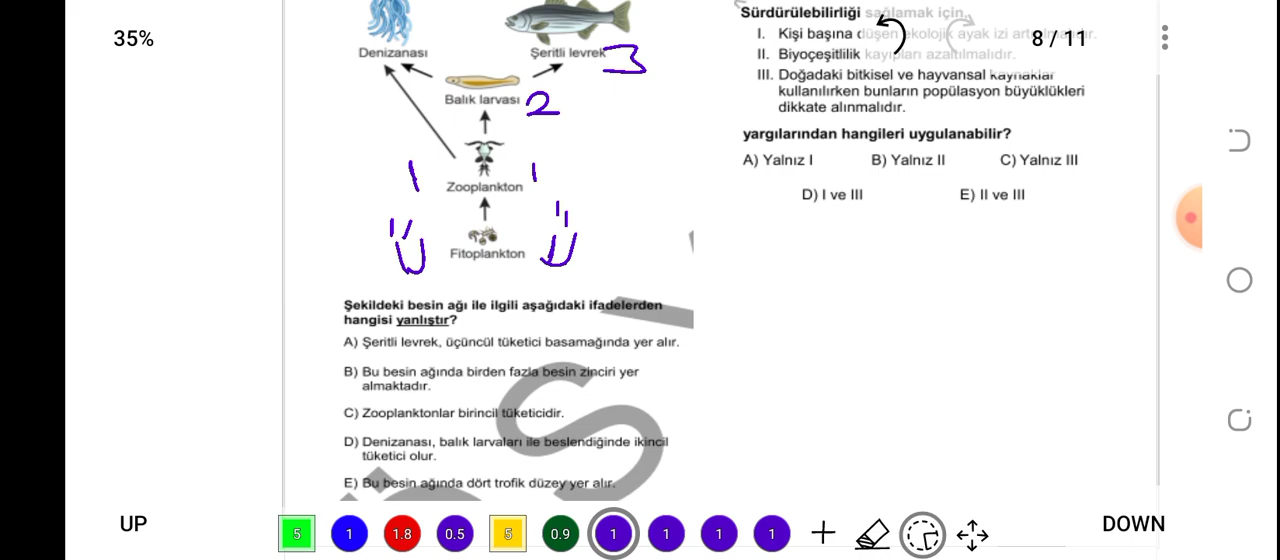 35%
8 / 11
Denizanası
Şeritli levrek 3
Balık larvası 2
1
1
Zooplankton
Ü
Ü
Fitoplankton
Şekildeki besin ağı ile ilgili aşağıdaki ifadelerden
hangisi yanlıştır?
A) Şeritli levrek, üçüncül tüketici basamağında yer alır.
B) Bu besin ağında birden fazla besin zinciri yer
almaktadır.
C) Zooplanktonlar birincil tüketicidir.
D) Denizanası, balık larvaları ile beslendiğinde ikincil
tüketici olur.
E) Bu besin ağında dört trofik düzey yer alır.
Sürdürülebilirliği sağlamak için,
I. Kişi başına düşen ekolojik ayak izi artırılmalıdır.
II. Biyoçeşitlilik kayıpları azaltılmalıdır.
III. Doğadaki bitkisel ve hayvansal kaynaklar
kullanılırken bunların popülasyon büyüklükleri
dikkate alınmalıdır.
yargılarından hangileri uygulanabilir?
A) Yalnız I B) Yalnız II C) Yalnız III
D) I ve III E) II ve III
UP
5 1 1.8 0.5 5 0.9 1 1 1 1
DOWN